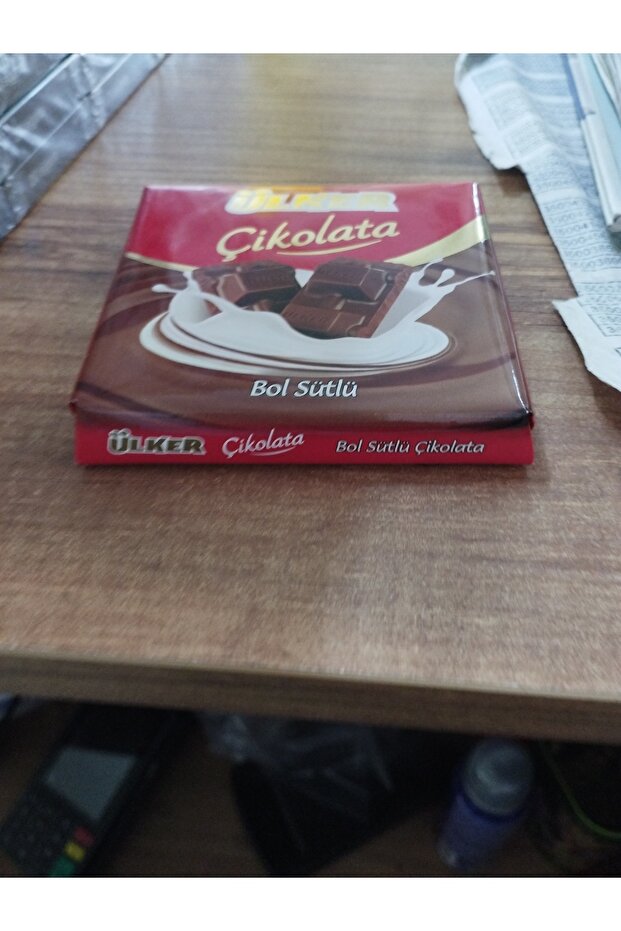 ÜLKER
Çikolata
Bol Sütlü
ÜLKER Çikolata Bol Sütlü Çikolata